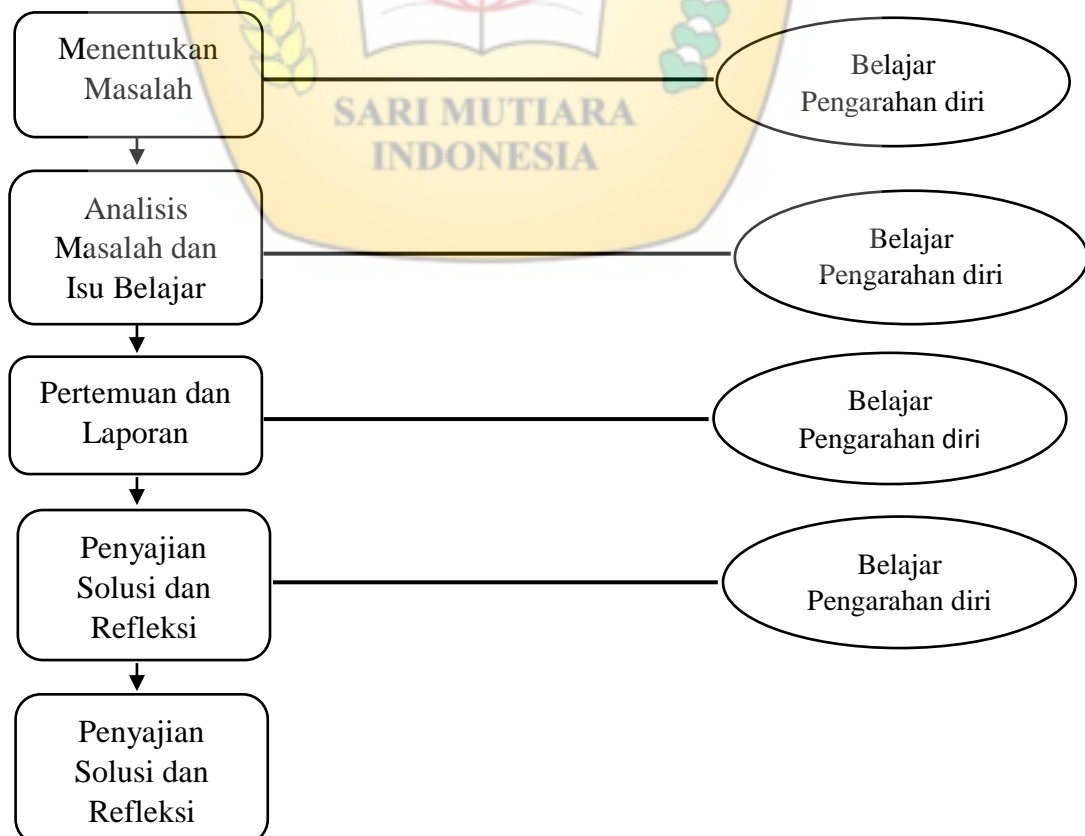 Menentukan
Masalah
Belajar
Pengarahan diri
SARI MUTIARA
INDONESIA
Analisis
Masalah dan
Isu Belajar
Belajar
Pengarahan diri
Pertemuan dan
Laporan
Belajar
Pengarahan diri
Penyajian
Solusi dan
Refleksi
Belajar
Pengarahan diri
Penyajian
Solusi dan
Refleksi